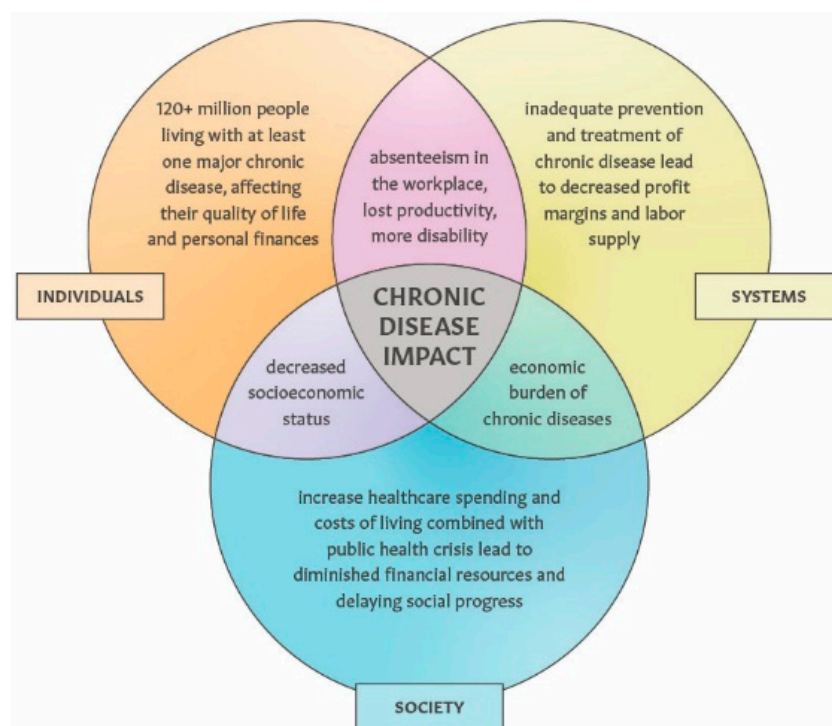 120+ million people
living with at least
one major chronic
disease, affecting
their quality of life
and personal finances
absenteeism in
the workplace,
lost productivity,
more disability
inadequate prevention
and treatment of
chronic disease lead
to decreased profit
margins and labor
supply
INDIVIDUALS
CHRONIC
DISEASE
IMPACT
SYSTEMS
decreased
socioeconomic
status
economic
burden of
chronic diseases
increase healthcare spending and
costs of living combined with
public health crisis lead to
diminished financial resources and
delaying social progress
SOCIETY